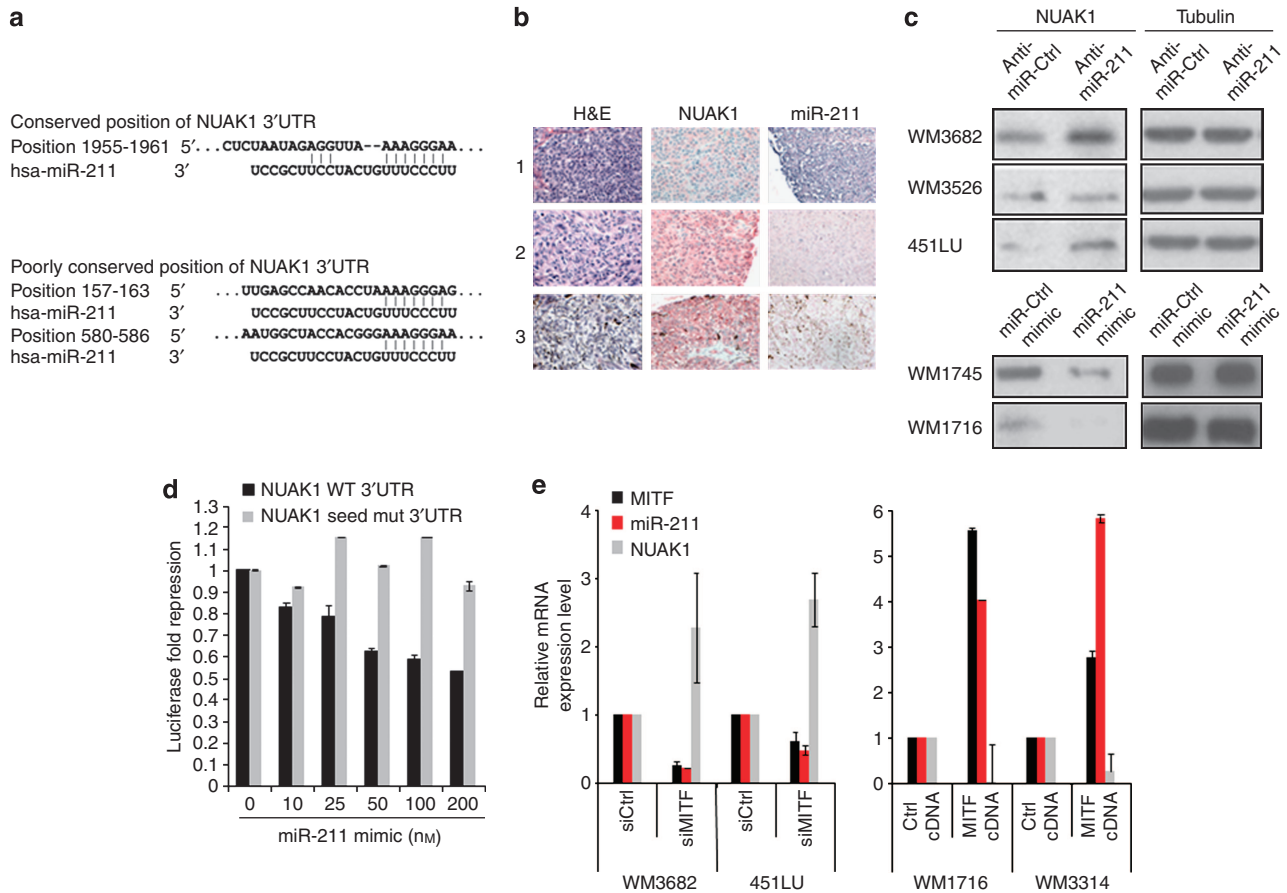 a
Conserved position of NUAK1 3′UTR
Position 1955-1961 5′...CUCUAAUAGAGGUUA--AAAGGGAA...
hsa-miR-211 3′ UCCGCUUCCUACUGUUUCCCUU
Poorly conserved position of NUAK1 3′UTR
Position 157-163 5′ ...UUGAGCCAACACCUAAAAGGGAG...
hsa-miR-211 3′ UCCGCUUCCUACUGUUUCCCUU
Position 580-586 5′ ...AAUGGCUACCACGGGAAAGGGAA...
hsa-miR-211 3′ UCCGCUUCCUACUGUUUCCCUU
b
H&E NUAK1 miR-211
1
2
3
c
NUAK1 Tubulin
Anti-miR-Ctrl Anti-miR-211 Anti-miR-Ctrl Anti-miR-211
WM3682
WM3526
451LU
miR-Ctrl mimic miR-211 mimic miR-Ctrl mimic miR-211 mimic
WM1745
WM1716
d
NUAK1 WT 3′UTR
NUAK1 seed mut 3′UTR
Luciferase fold repression
1.3
1.2
1.1
1
0.9
0.8
0.7
0.6
0.5
0.4
0.3
0.2
0.1
0
0 10 25 50 100 200
miR-211 mimic (nM)
e
MITF
miR-211
NUAK1
Relative mRNA
expression level
4
3
2
1
0
siCtrl siMITF siCtrl siMITF
WM3682 451LU
6
5
4
3
2
1
0
Ctrl cDNA MITF cDNA Ctrl cDNA MITF cDNA
WM1716 WM3314